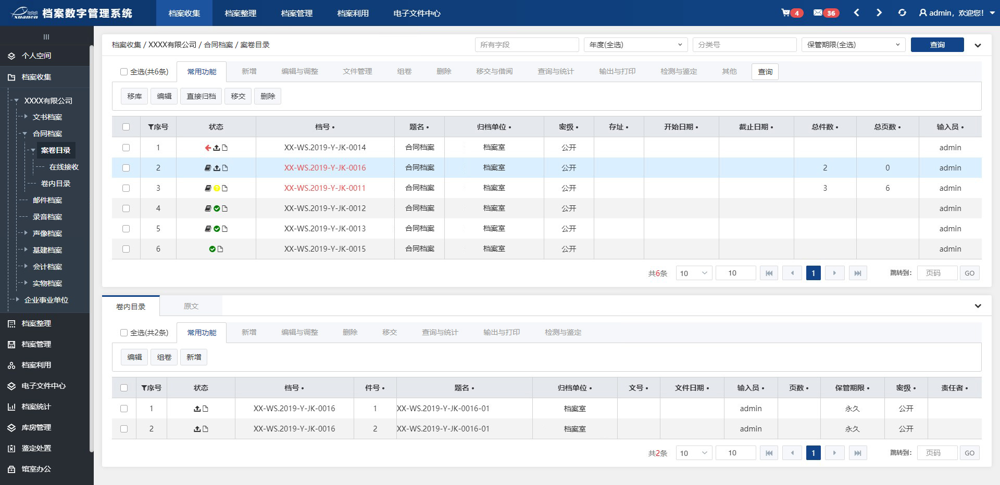 xuanen 档案数字管理系统
档案收集 档案整理 档案管理 档案利用 电子文件中心
4 36 admin，欢迎您!
个人空间
档案收集
XXXX有限公司
文书档案
合同档案
案卷目录
在线接收
卷内目录
邮件档案
录音档案
声像档案
基建档案
会计档案
实物档案
企业事业单位
档案整理
档案管理
档案利用
电子文件中心
档案统计
库房管理
鉴定处置
馆室办公
档案收集 / XXXX有限公司 / 合同档案 / 案卷目录 所有字段 年度(全选) 分类号 保管期限(全选) 查询
全选(共6条) 常用功能 新增 编辑与调整 文件管理 组卷 删除 移交与借阅 查询与统计 输出与打印 检测与鉴定 其他 查询
移库 编辑 直接归档 移交 删除
序号 状态 档号 题名 归档单位 密级 存址 开始日期 截止日期 总件数 总页数 输入员
1 XX-WS.2019-Y-JK-0014 合同档案 档案室 公开 admin
2 XX-WS.2019-Y-JK-0016 合同档案 档案室 公开 2 0 admin
3 XX-WS.2019-Y-JK-0011 合同档案 档案室 公开 3 6 admin
4 XX-WS.2019-Y-JK-0012 合同档案 档案室 公开 admin
5 XX-WS.2019-Y-JK-0013 合同档案 档案室 公开 admin
6 XX-WS.2019-Y-JK-0015 合同档案 档案室 公开 admin
共6条 10 10 1 跳转到: 页码 GO
卷内目录 原文
全选(共2条) 常用功能 新增 编辑与调整 删除 移交 查询与统计 输出与打印 检测与鉴定
编辑 组卷 新增
序号 状态 档号 件号 题名 归档单位 文号 文件日期 输入员 页数 保管期限 密级 责任者
1 XX-WS.2019-Y-JK-0016 1 XX-WS.2019-Y-JK-0016-01 档案室 admin 永久 公开
2 XX-WS.2019-Y-JK-0016 2 XX-WS.2019-Y-JK-0016-01 档案室 admin 永久 公开
共2条 10 10 1 跳转到: 页码 GO